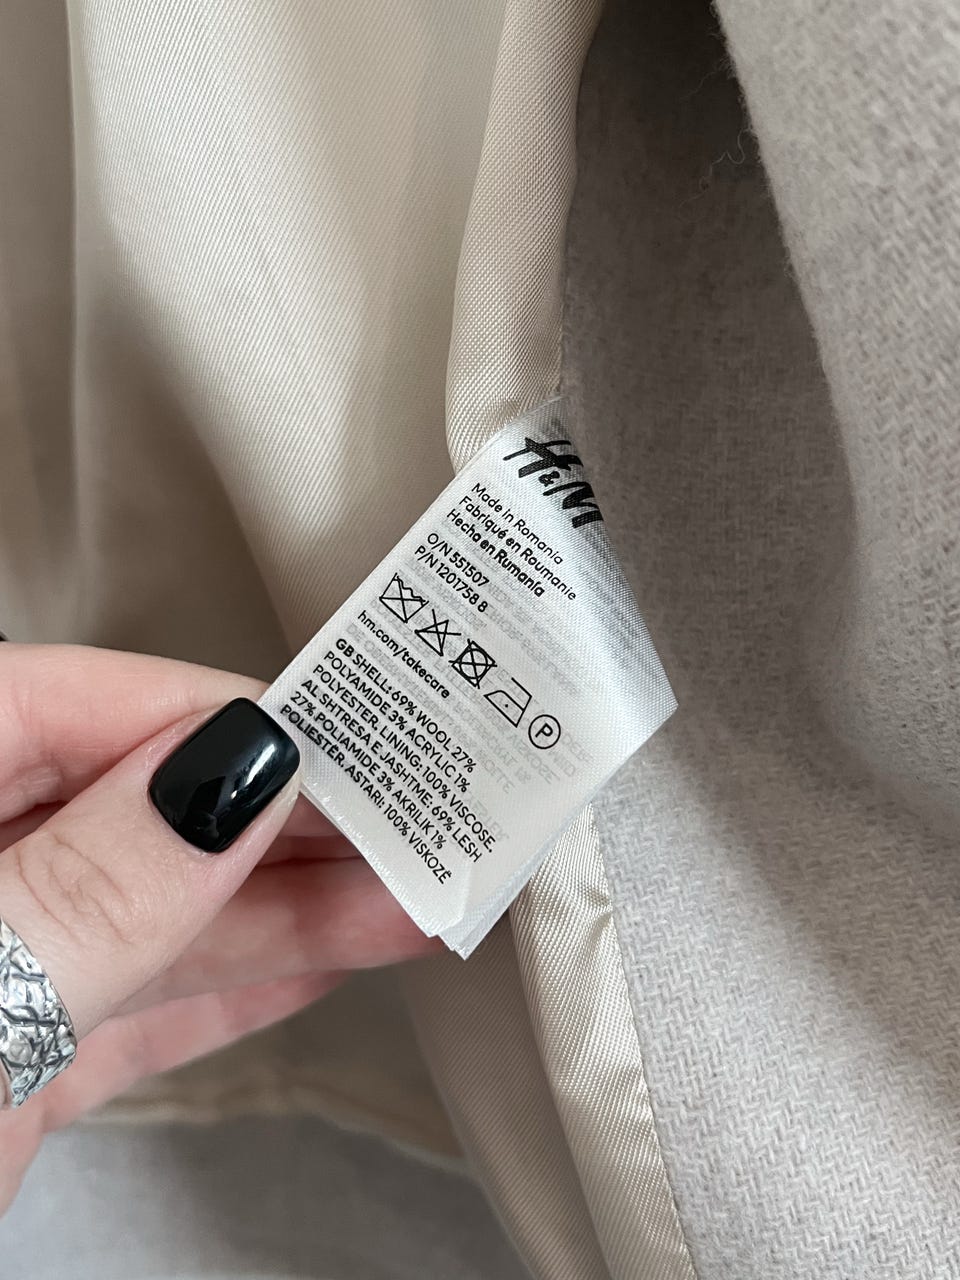 H&M
Made in Romania
Fabriqué en Roumanie
Hecha en Rumanía
O/N 551507
P/N 1201758 8
P
hm.com/takecare
GB SHELL: 69% WOOL 27%
POLYAMIDE 3% ACRYLIC 1%
POLYESTER. LINING: 100% VISCOSE.
AL SHTRESA E JASHTME: 69% LESH
27% POLIAMIDE 3% AKRILIK 1%
POLIESTËR. ASTARI: 100% VISKOZË